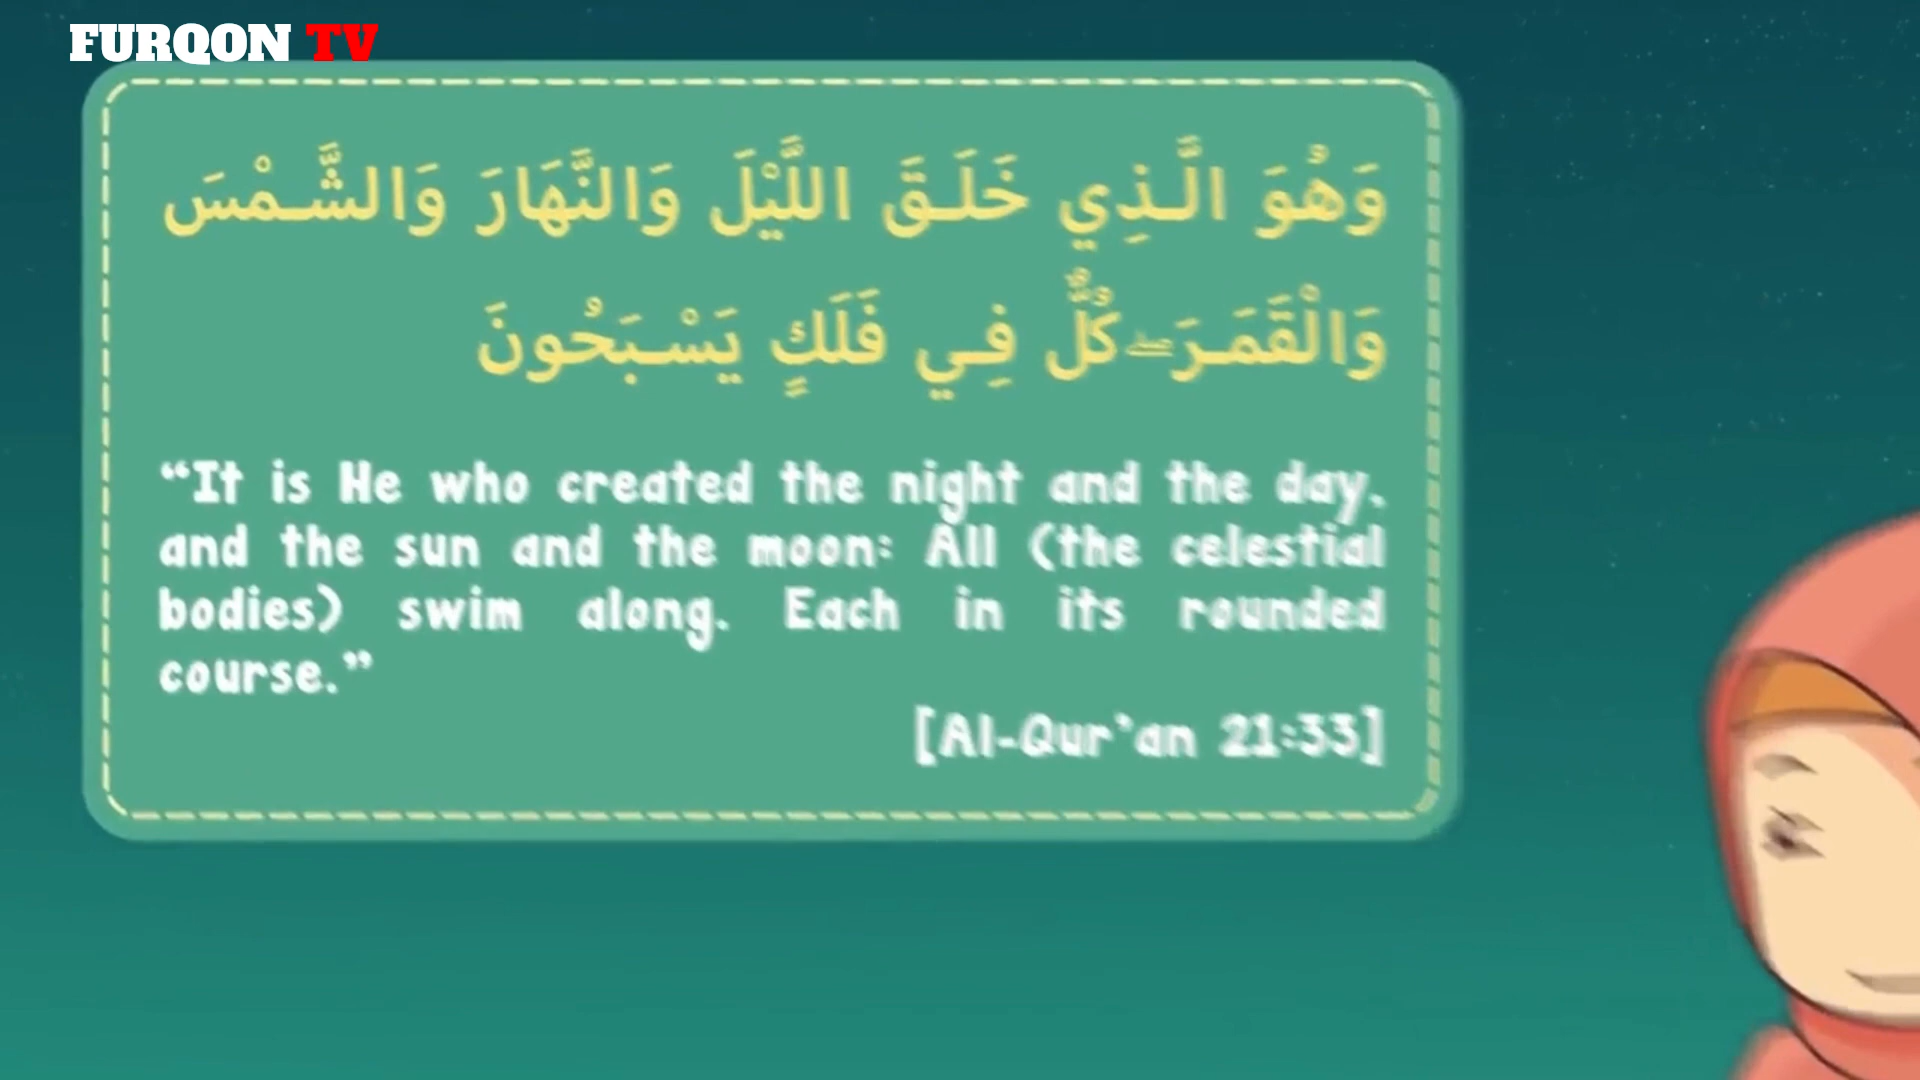 FURQON TV
وَهُوَ الَّذِي خَلَقَ اللَّيْلَ وَالنَّهَارَ وَالشَّمْسَ
وَالْقَمَرَ ۖ كُلٌّ فِي فَلَكٍ يَسْبَحُونَ
“It is He who created the night and the day,
and the sun and the moon: All (the celestial
bodies) swim along. Each in its rounded
course.”
[Al-Qur’an 21:33]